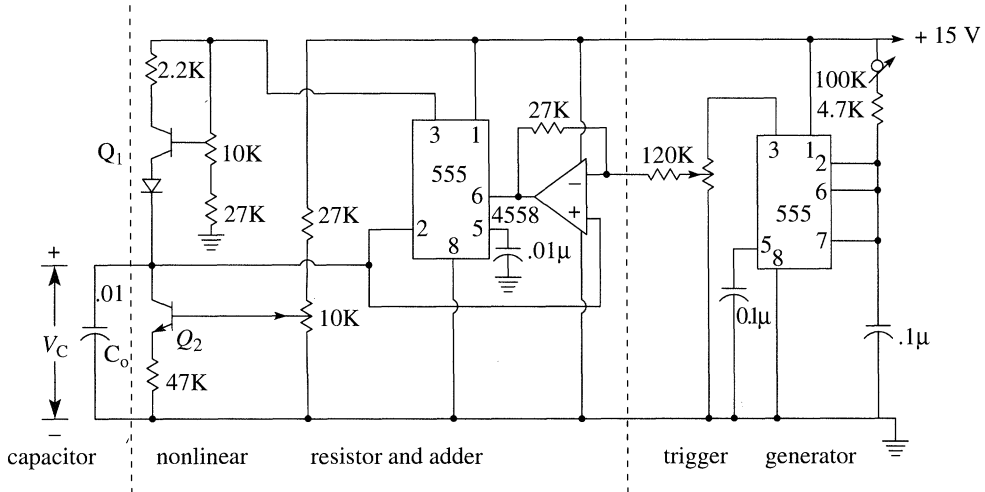 + 15 V
2.2K
100K
4.7K
27K
3 1
3 1
Q1
10K
120K
2
555
6
6
4558
555
27K
27K
2
5
.01μ
5
7
8
8
+
.01
10K
0.1μ
VC
Co
Q2
.1μ
47K
−
+
−
capacitor nonlinear resistor and adder trigger generator